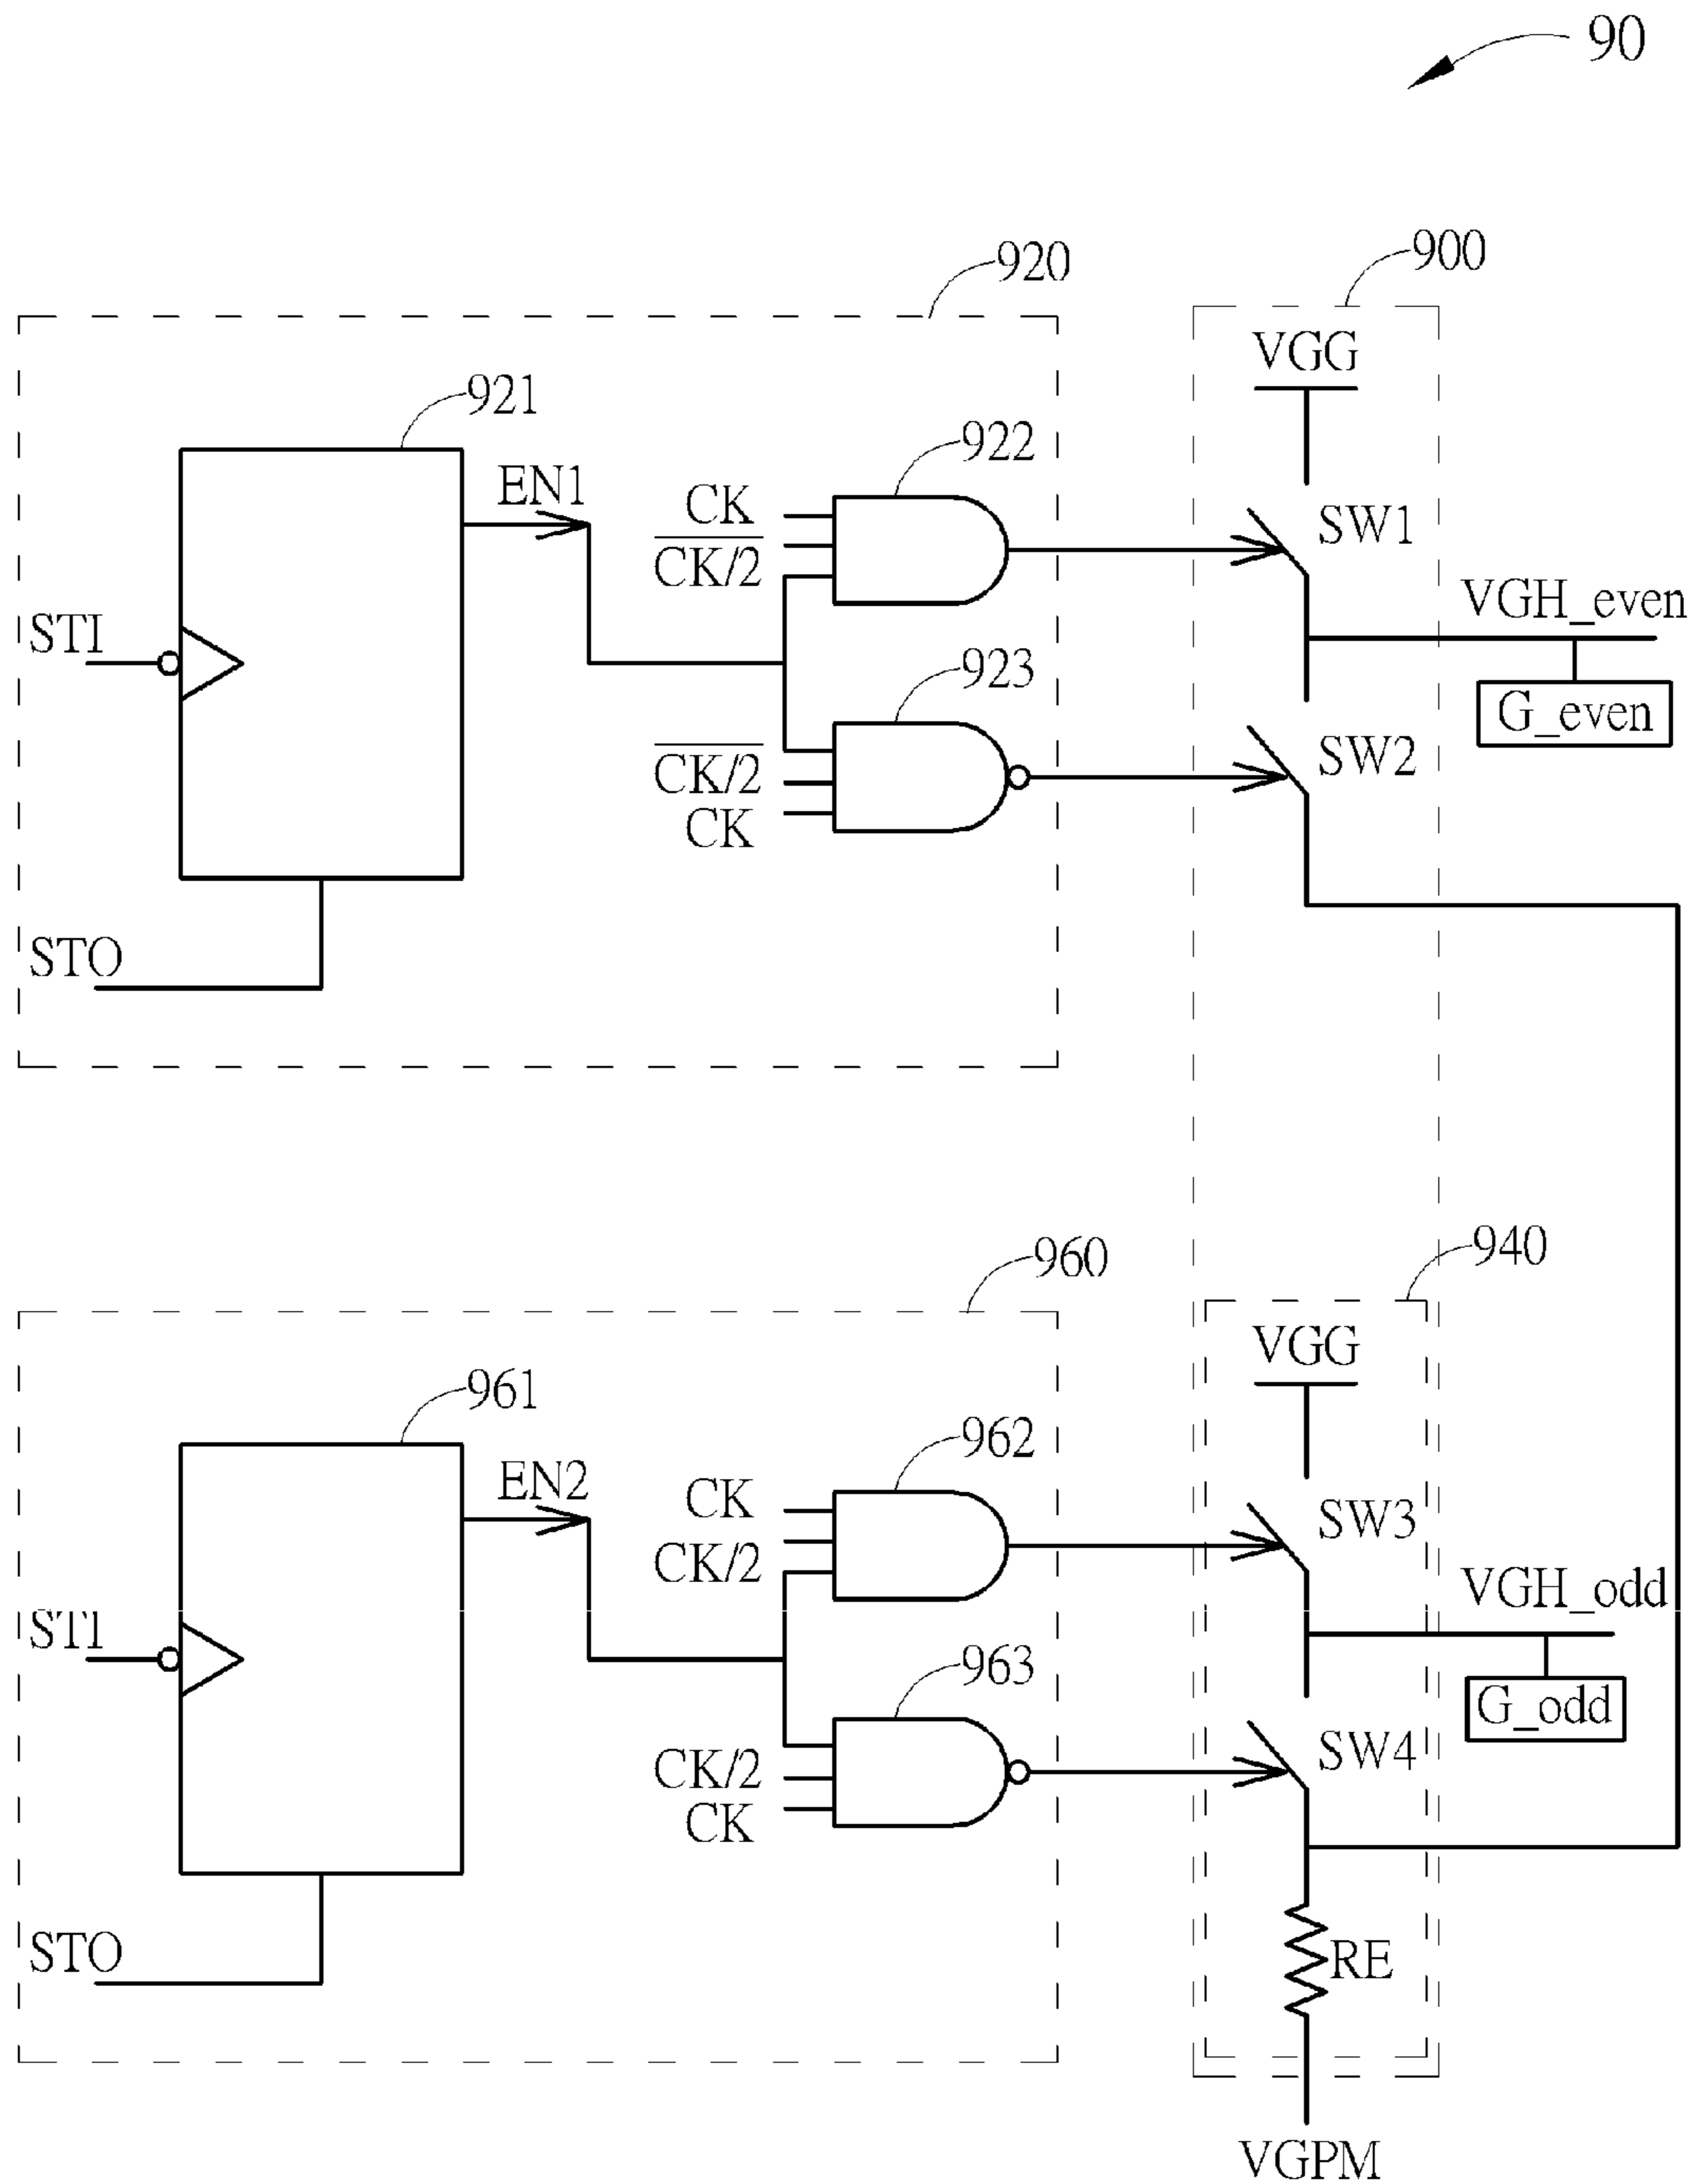 90
920
900
VGG
921
922
EN1
CK
CK/2
SW1
VGH_even
G_even
STI
923
CK/2
CK
SW2
STO
960
940
VGG
961
962
EN2
CK
CK/2
SW3
VGH_odd
G_odd
STI
963
CK/2
CK
SW4
STO
RE
VGPM